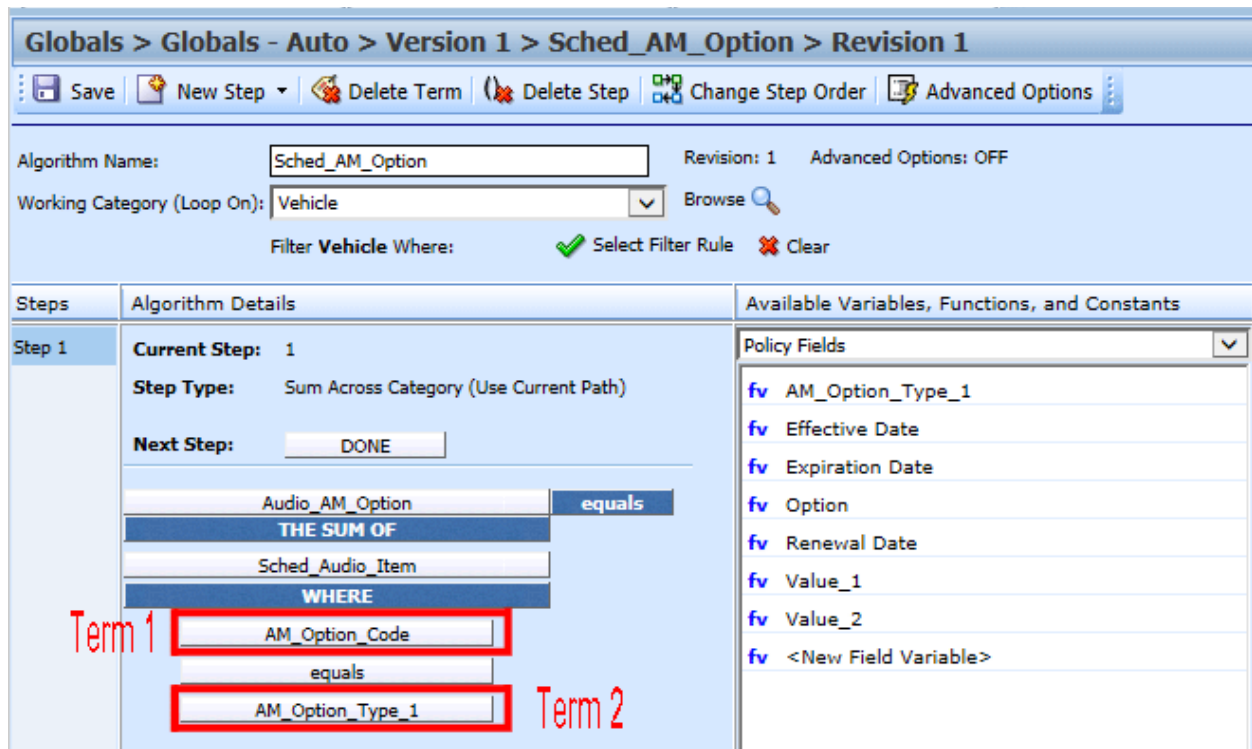 Globals > Globals - Auto > Version 1 > Sched_AM_Option > Revision 1
Save New Step Delete Term Delete Step Change Step Order Advanced Options
Algorithm Name: Sched_AM_Option Revision: 1 Advanced Options: OFF
Working Category (Loop On): Vehicle Browse
Filter Vehicle Where: Select Filter Rule Clear
Steps Algorithm Details Available Variables, Functions, and Constants
Step 1
Current Step: 1
Step Type: Sum Across Category (Use Current Path)
Next Step: DONE
Audio_AM_Option equals
THE SUM OF
Sched_Audio_Item
WHERE
Term 1
AM_Option_Code
equals
AM_Option_Type_1
Term 2
Policy Fields
fv AM_Option_Type_1
fv Effective Date
fv Expiration Date
fv Option
fv Renewal Date
fv Value_1
fv Value_2
fv <New Field Variable>